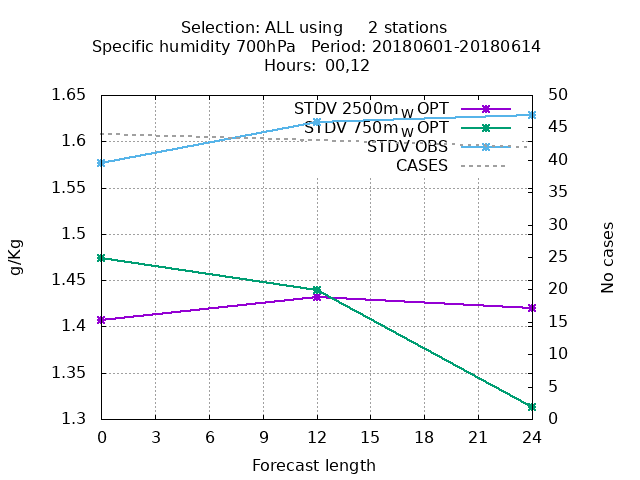 Selection: ALL using 2 stations
Specific humidity 700hPa Period: 20180601-20180614
Hours: 00,12
1.65
1.6
1.55
1.5
1.45
1.4
1.35
1.3
g/Kg
STDV 2500m_W OPT
STDV 750m_W OPT
STDV OBS
CASES
50
45
40
35
30
25
20
15
10
5
0
No cases
0 3 6 9 12 15 18 21 24
Forecast length